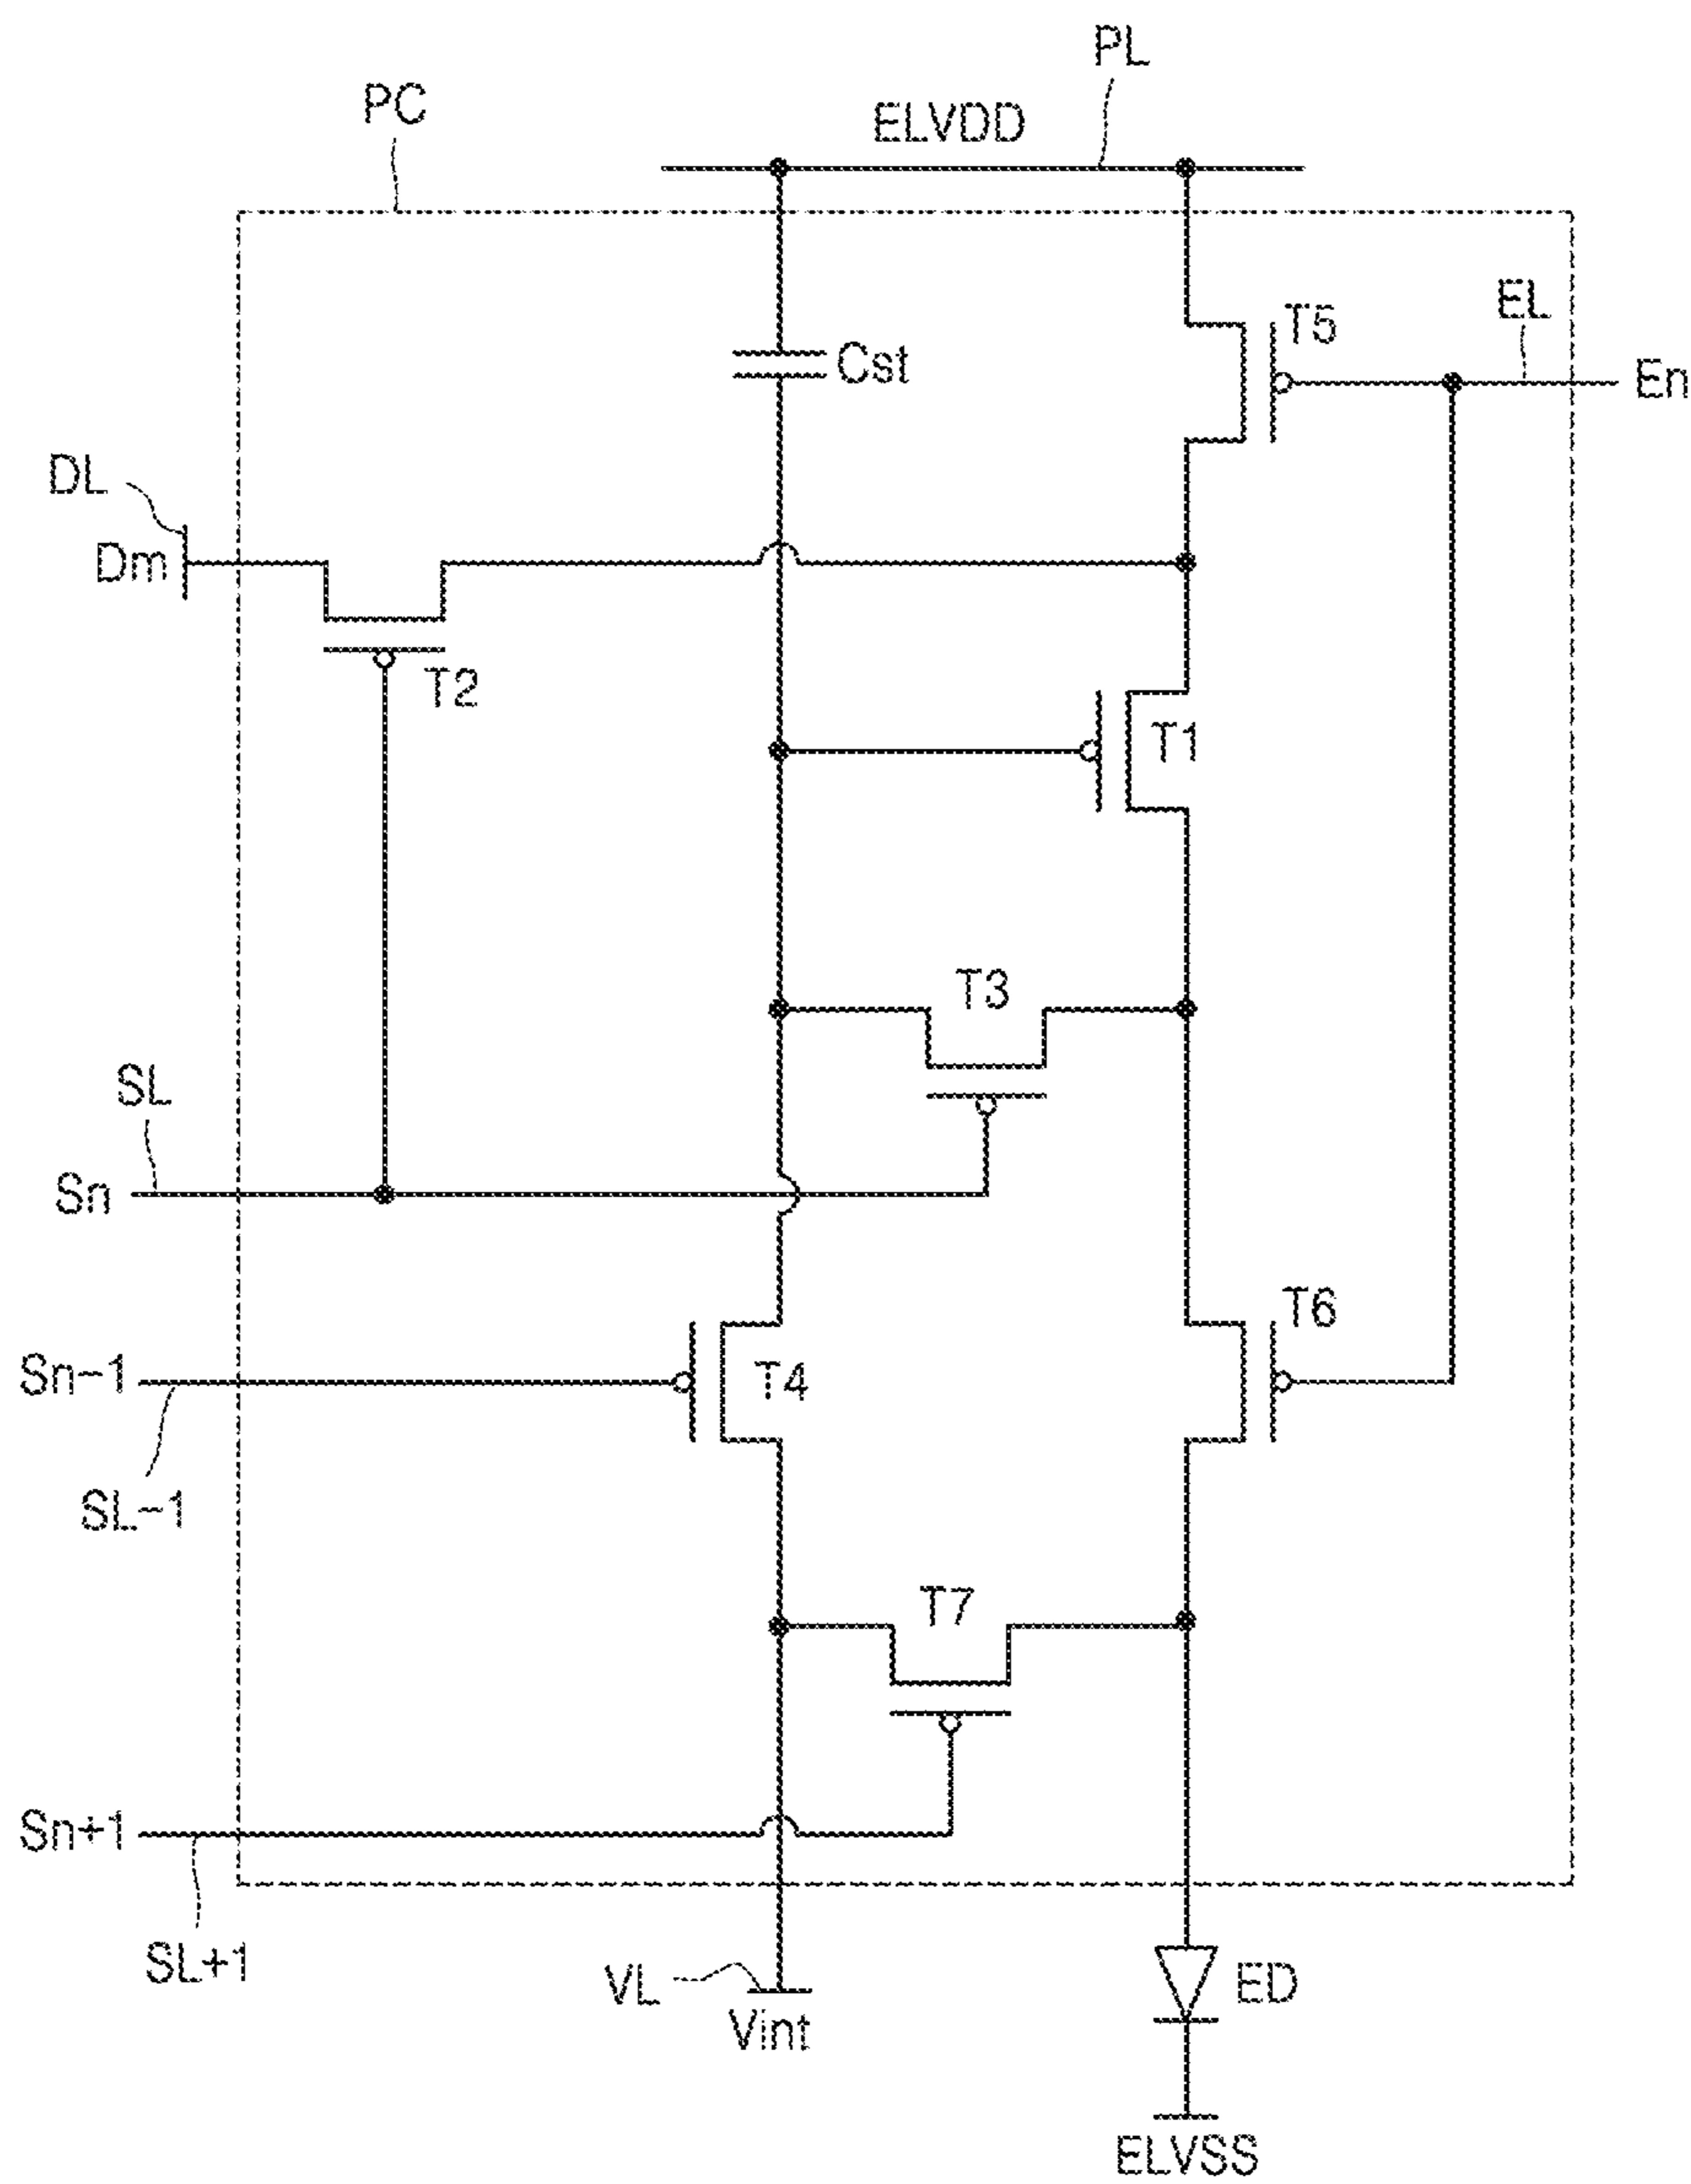 PL
PC
ELVDD
EL
T5
En
Cst
DL
Dm
T2
T1
T3
SL
Sn
T6
Sn-1
T4
SL-1
T7
Sn+1
SL+1
VL
ED
Vint
ELVSS